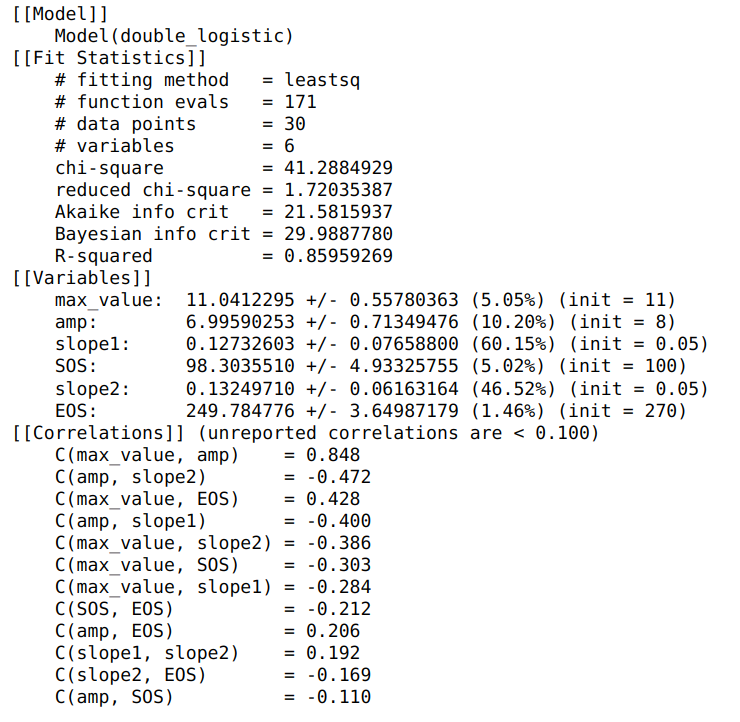 [[Model]]
    Model(double_logistic)
[[Fit Statistics]]
    # fitting method   = leastsq
    # function evals   = 171
    # data points      = 30
    # variables        = 6
    chi-square         = 41.2884929
    reduced chi-square = 1.72035387
    Akaike info crit   = 21.5815937
    Bayesian info crit = 29.9887780
    R-squared          = 0.85959269
[[Variables]]
    max_value:  11.0412295 +/- 0.55780363 (5.05%) (init = 11)
    amp:        6.99590253 +/- 0.71349476 (10.20%) (init = 8)
    slope1:     0.12732603 +/- 0.07658800 (60.15%) (init = 0.05)
    SOS:        98.3035510 +/- 4.93325755 (5.02%) (init = 100)
    slope2:     0.13249710 +/- 0.06163164 (46.52%) (init = 0.05)
    EOS:        249.784776 +/- 3.64987179 (1.46%) (init = 270)
[[Correlations]] (unreported correlations are < 0.100)
    C(max_value, amp)    = 0.848
    C(amp, slope2)       = -0.472
    C(max_value, EOS)    = 0.428
    C(amp, slope1)       = -0.400
    C(max_value, slope2) = -0.386
    C(max_value, SOS)    = -0.303
    C(max_value, slope1) = -0.284
    C(SOS, EOS)          = -0.212
    C(amp, EOS)          = 0.206
    C(slope1, slope2)    = 0.192
    C(slope2, EOS)       = -0.169
    C(amp, SOS)          = -0.110